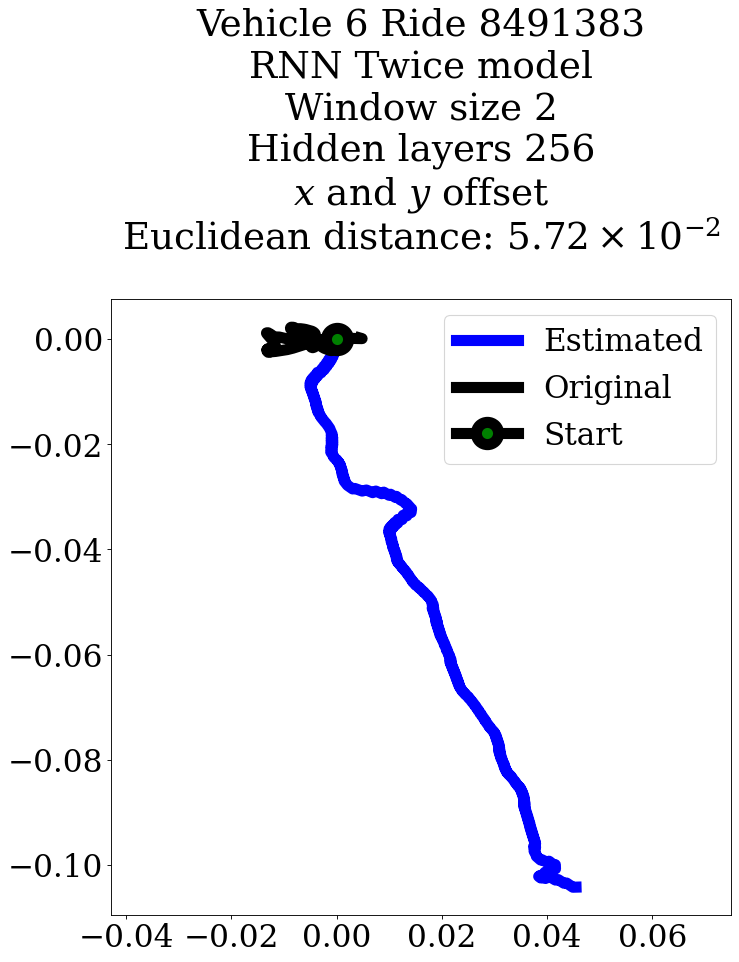 Vehicle 6 Ride 8491383
RNN Twice model
Window size 2
Hidden layers 256
x and y offset
Euclidean distance: 5.72 × 10⁻²
Estimated
Original
Start
0.00
−0.02
−0.04
−0.06
−0.08
−0.10
−0.04 −0.02 0.00 0.02 0.04 0.06